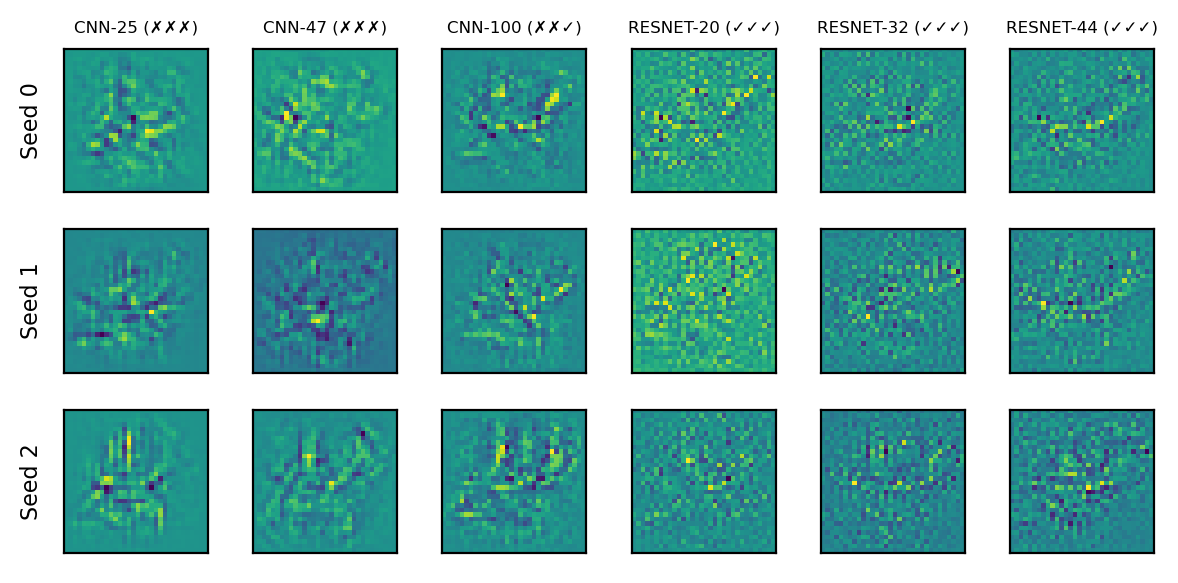 CNN-25 (✗✗✗) CNN-47 (✗✗✗) CNN-100 (✗✗✓) RESNET-20 (✓✓✓) RESNET-32 (✓✓✓) RESNET-44 (✓✓✓)
Seed 0
Seed 1
Seed 2